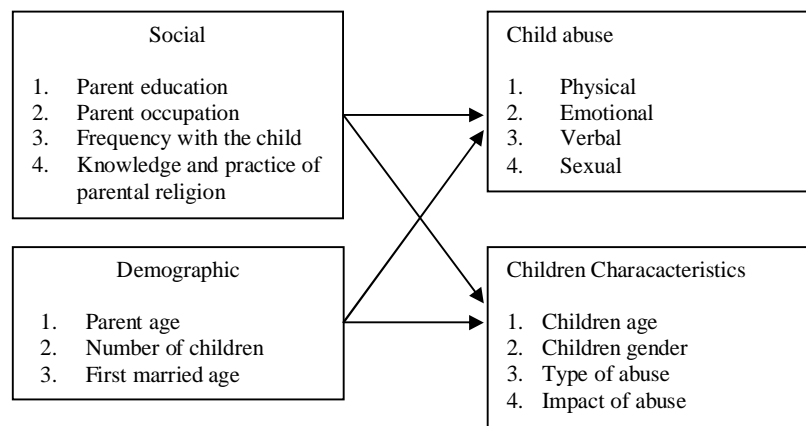 Social
1. Parent education
2. Parent occupation
3. Frequency with the child
4. Knowledge and practice of
parental religion
Child abuse
1. Physical
2. Emotional
3. Verbal
4. Sexual
Demographic
1. Parent age
2. Number of children
3. First married age
Children Characacteristics
1. Children age
2. Children gender
3. Type of abuse
4. Impact of abuse